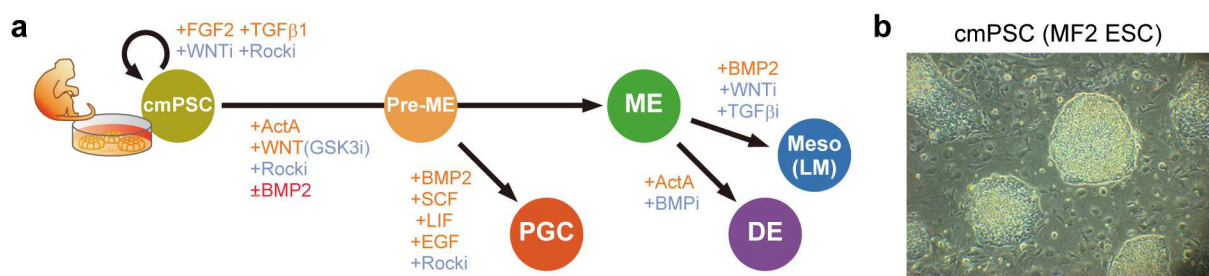 a
+FGF2 +TGFβ1
+WNTi +Rocki
cmPSC
+ActA
+WNT(GSK3i)
+Rocki
±BMP2
Pre-ME
+BMP2
+SCF
+LIF
+EGF
+Rocki
PGC
ME
+BMP2
+WNTi
+TGFβi
Meso
(LM)
+ActA
+BMPi
DE
b
cmPSC (MF2 ESC)